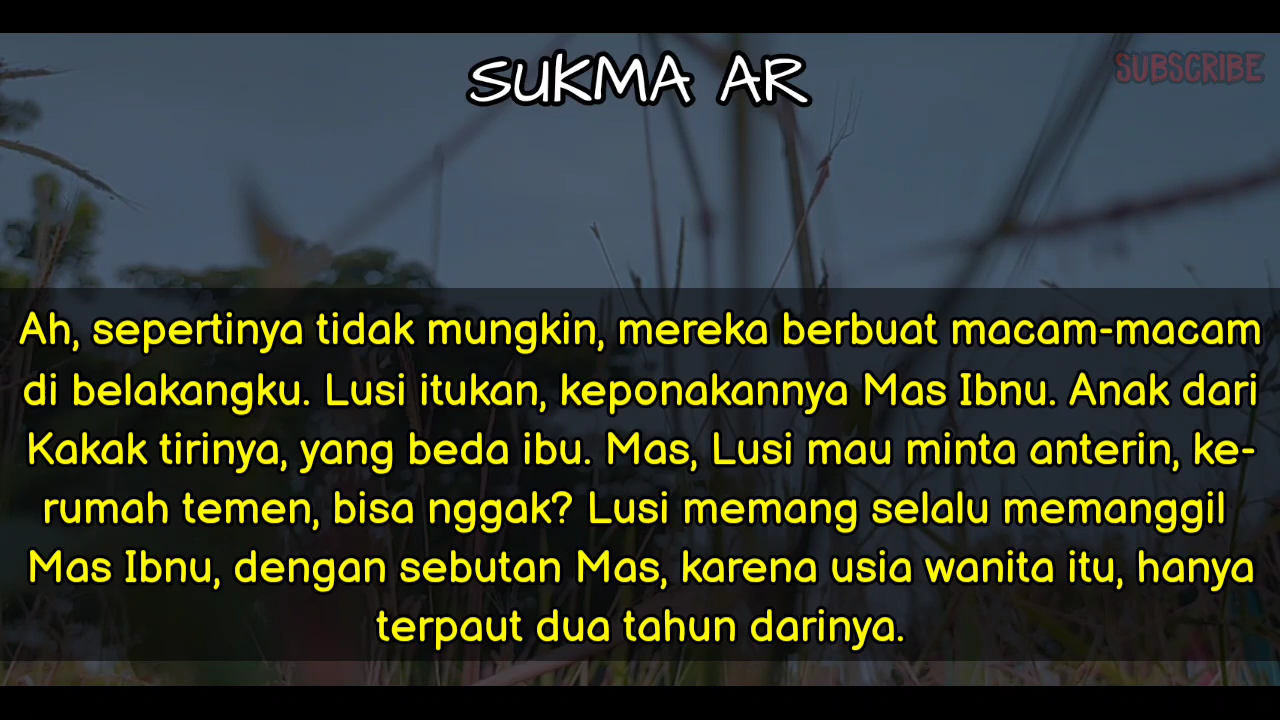 SUKMA AR
SUBSCRIBE
Ah, sepertinya tidak mungkin, mereka berbuat macam-macam
di belakangku. Lusi itukan, keponakannya Mas Ibnu. Anak dari
Kakak tirinya, yang beda ibu. Mas, Lusi mau minta anterin, ke-
rumah temen, bisa nggak? Lusi memang selalu memanggil
Mas Ibnu, dengan sebutan Mas, karena usia wanita itu, hanya
terpaut dua tahun darinya.